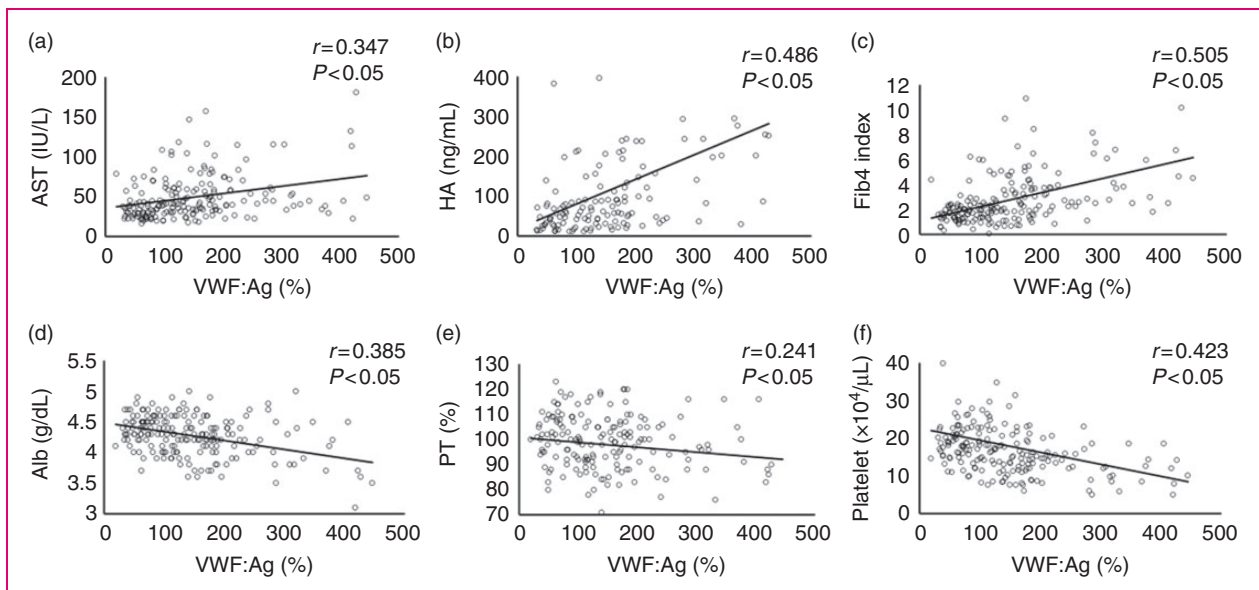 (a)
r=0.347
P<0.05
200
150
100
50
0
AST (IU/L)
0 100 200 300 400 500
VWF:Ag (%)
(b)
r=0.486
P<0.05
400
300
200
100
0
HA (ng/mL)
0 100 200 300 400 500
VWF:Ag (%)
(c)
r=0.505
P<0.05
12
10
8
6
4
2
0
Fib4 index
0 100 200 300 400 500
VWF:Ag (%)
(d)
r=0.385
P<0.05
5.5
5
4.5
4
3.5
3
Alb (g/dL)
0 100 200 300 400 500
VWF:Ag (%)
(e)
r=0.241
P<0.05
130
120
110
100
90
80
70
PT (%)
0 100 200 300 400 500
VWF:Ag (%)
(f)
r=0.423
P<0.05
40
30
20
10
0
Platelet (×10⁴/µL)
0 100 200 300 400 500
VWF:Ag (%)